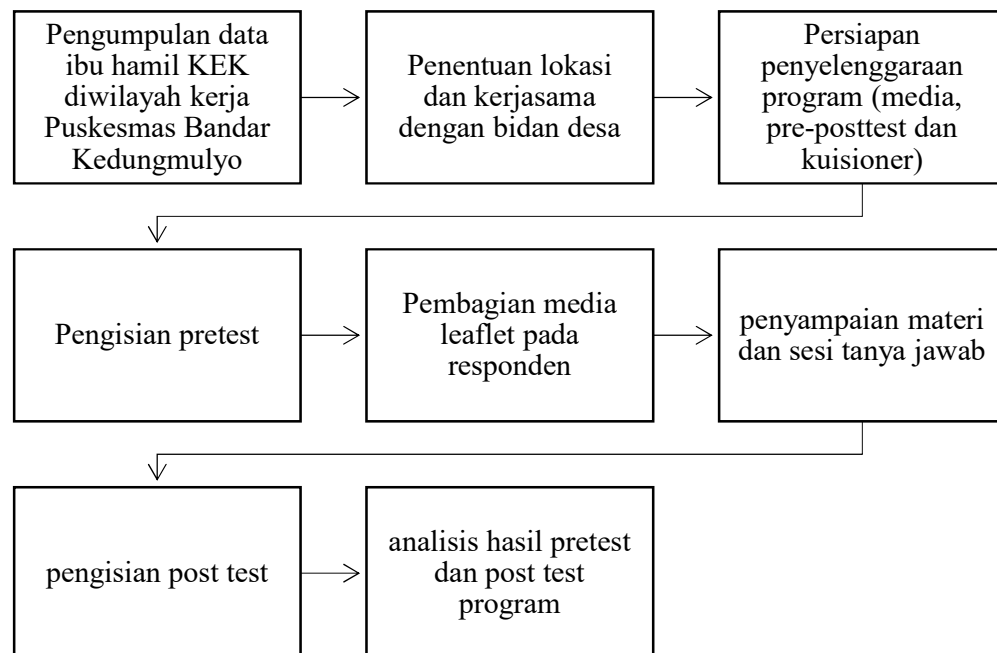 Pengumpulan data
ibu hamil KEK
diwilayah kerja
Puskesmas Bandar
Kedungmulyo
Penentuan lokasi
dan kerjasama
dengan bidan desa
Persiapan
penyelenggaraan
program (media,
pre-posttest dan
kuisioner)
Pengisian pretest
Pembagian media
leaflet pada
responden
penyampaian materi
dan sesi tanya jawab
pengisian post test
analisis hasil pretest
dan post test
program